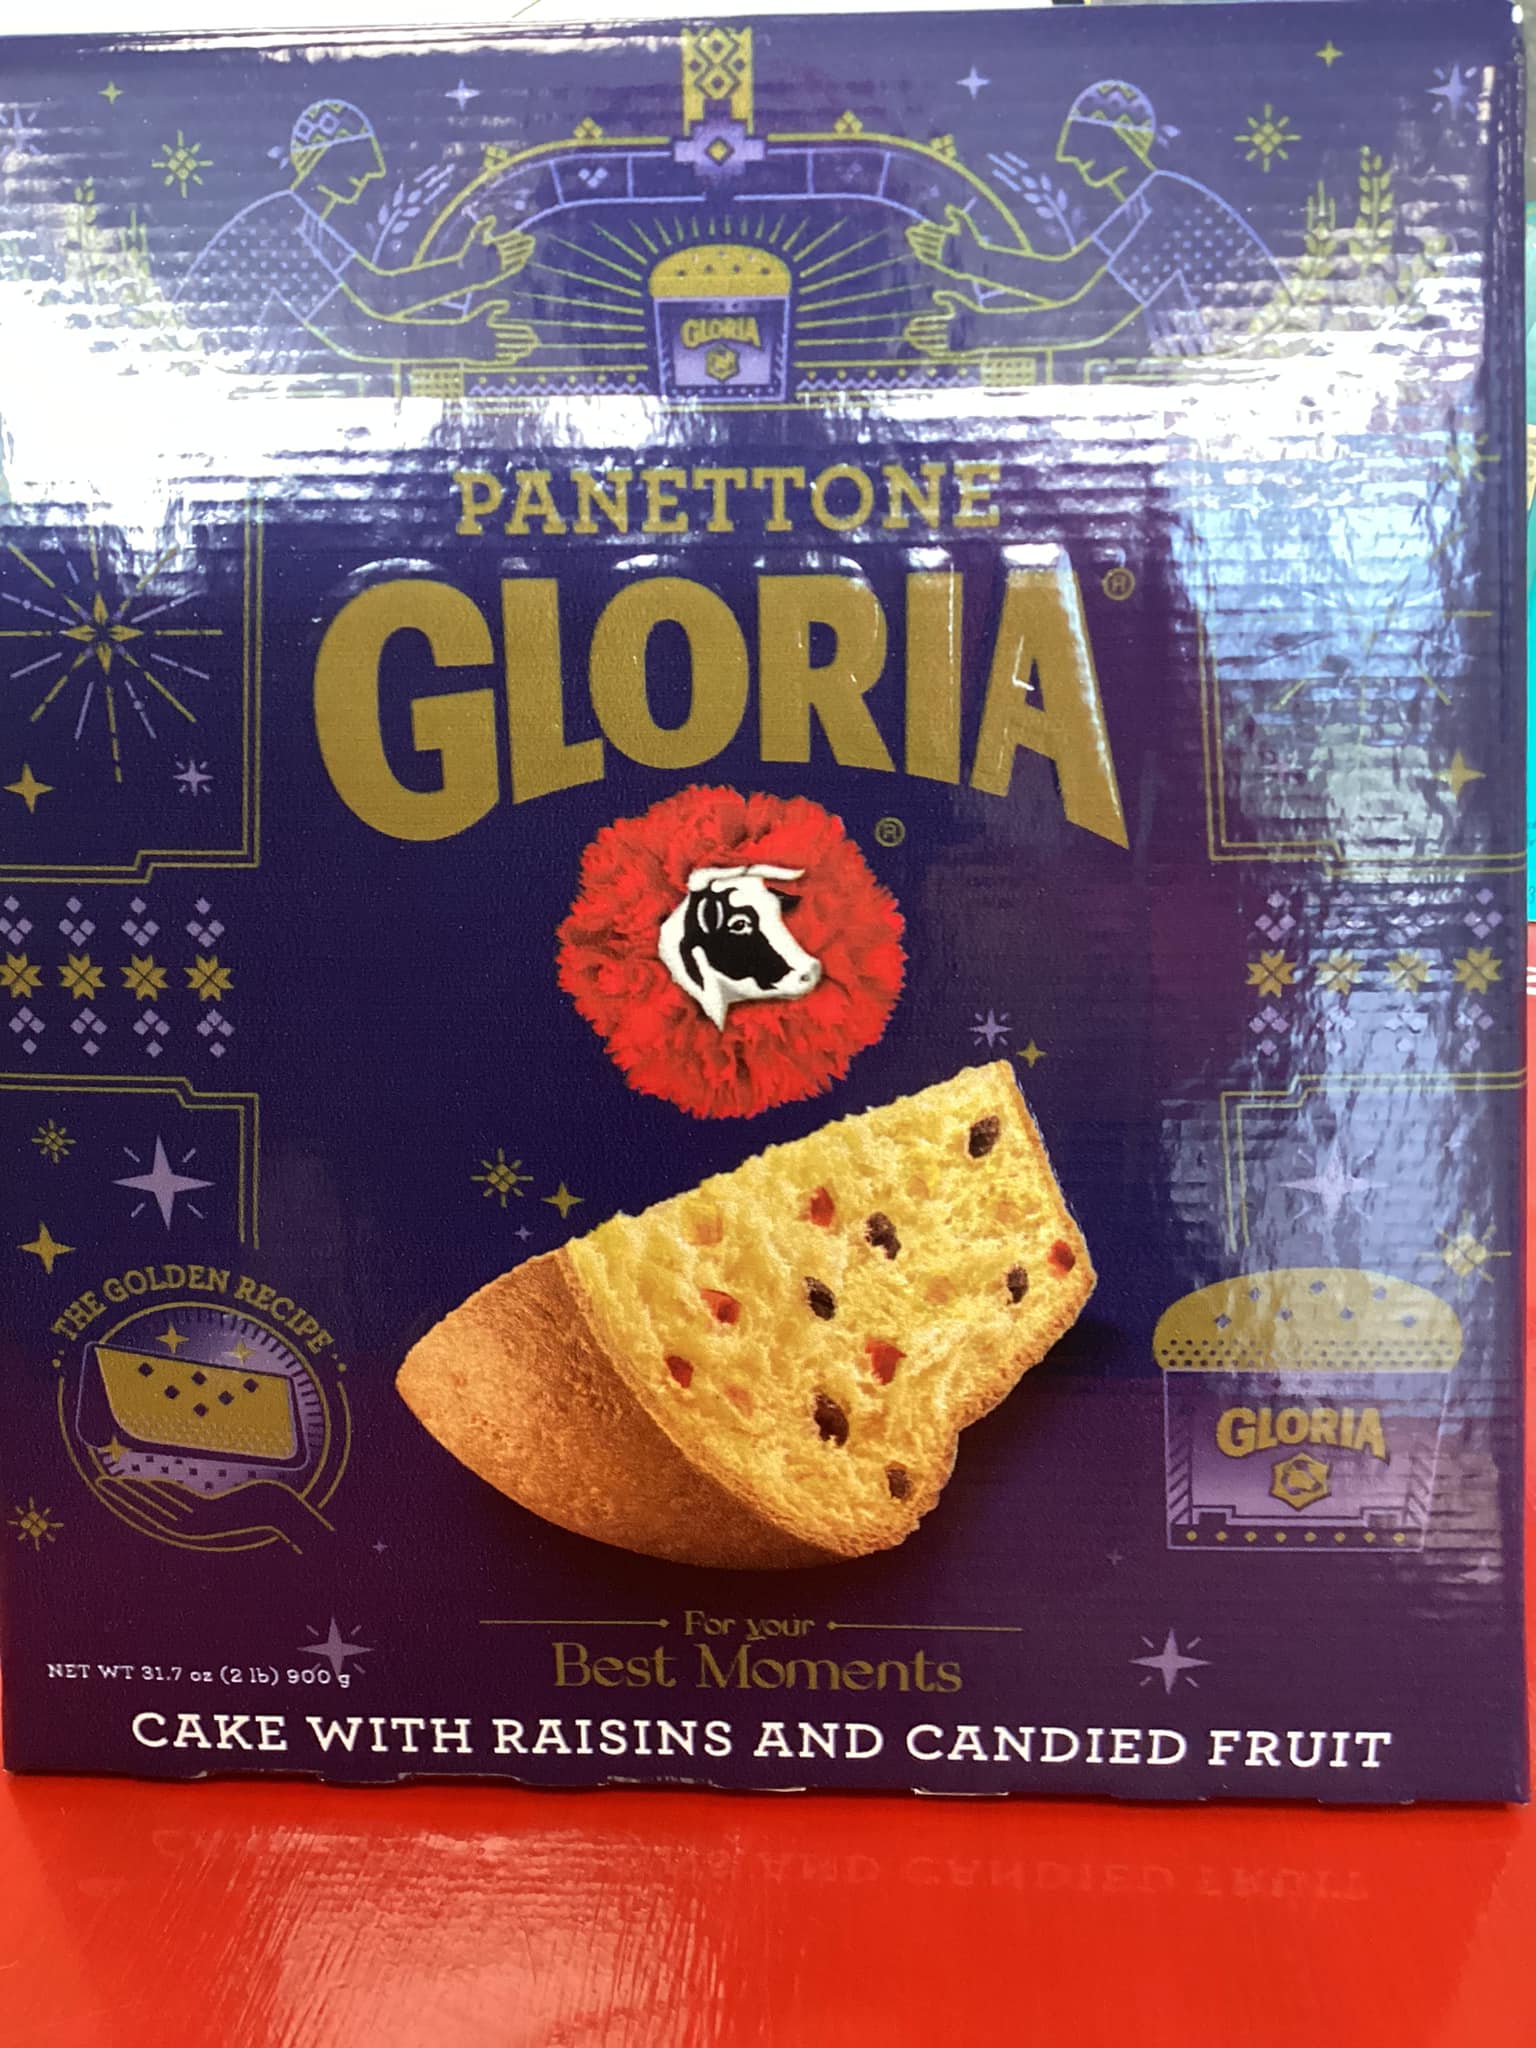 GLORIA
PANETTONE
GLORIA®
®
THE GOLDEN RECIPE
GLORIA
For your
Best Moments
NET WT 31.7 oz (2 lb) 900 g
CAKE WITH RAISINS AND CANDIED FRUIT